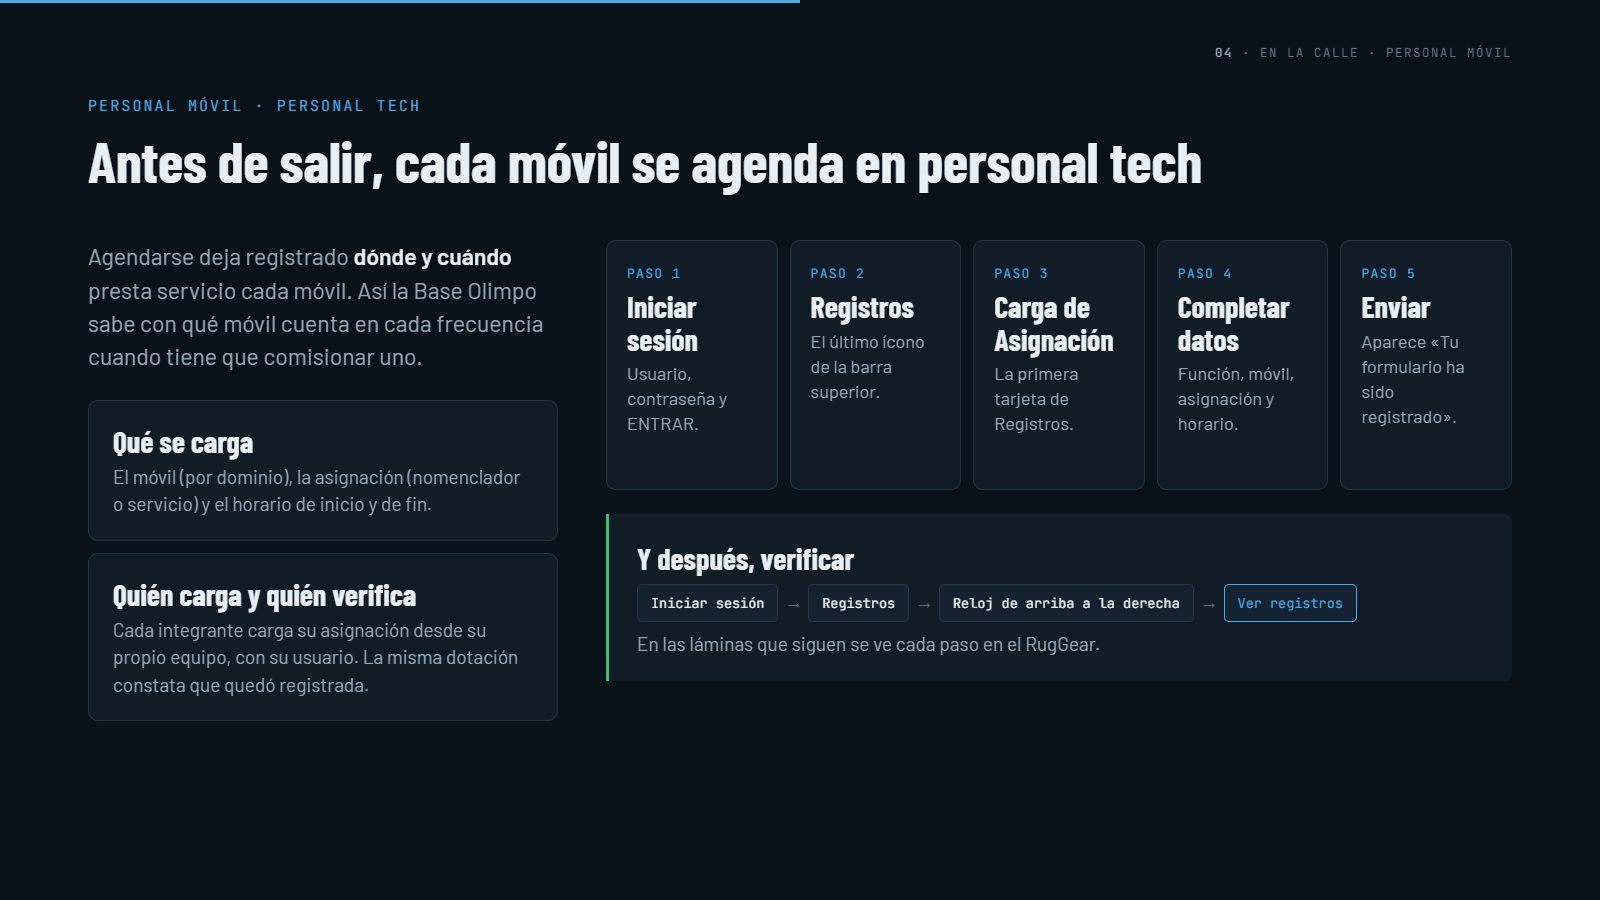 04 · EN LA CALLE · PERSONAL MÓVIL
PERSONAL MÓVIL · PERSONAL TECH
Antes de salir, cada móvil se agenda en personal tech
Agendarse deja registrado dónde y cuándo
presta servicio cada móvil. Así la Base Olimpo
sabe con qué móvil cuenta en cada frecuencia
cuando tiene que comisionar uno.
Qué se carga
El móvil (por dominio), la asignación (nomenclador
o servicio) y el horario de inicio y de fin.
Quién carga y quién verifica
Cada integrante carga su asignación desde su
propio equipo, con su usuario. La misma dotación
constata que quedó registrada.
PASO 1
Iniciar
sesión
Usuario,
contraseña y
ENTRAR.
PASO 2
Registros
El último ícono
de la barra
superior.
PASO 3
Carga de
Asignación
La primera
tarjeta de
Registros.
PASO 4
Completar
datos
Función, móvil,
asignación y
horario.
PASO 5
Enviar
Aparece «Tu
formulario ha
sido
registrado».
Y después, verificar
Iniciar sesión → Registros → Reloj de arriba a la derecha → Ver registros
En las láminas que siguen se ve cada paso en el RugGear.